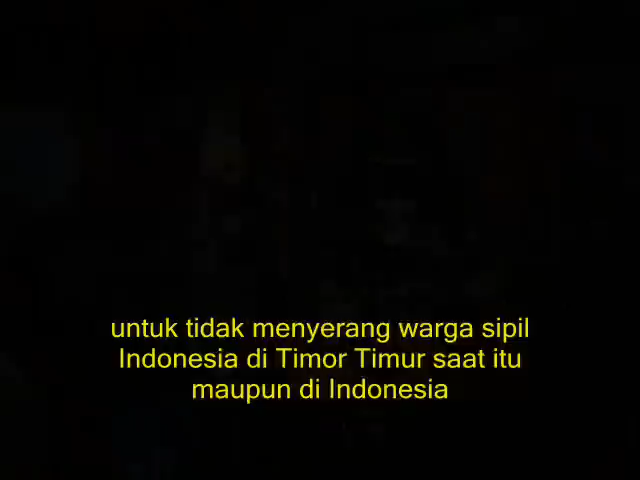 untuk tidak menyerang warga sipil
Indonesia di Timor Timur saat itu
maupun di Indonesia